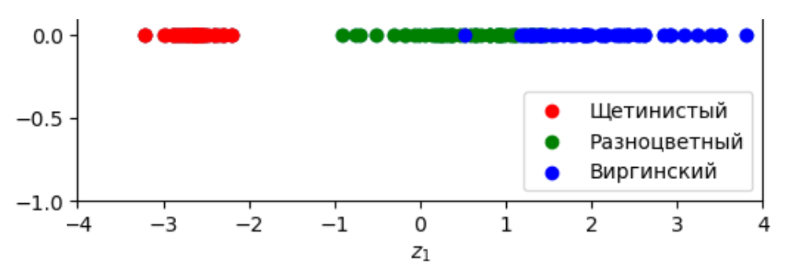 0.0
−0.5
−1.0
−4 −3 −2 −1 0 1 2 3 4
z₁
Щетинистый
Разноцветный
Виргинский